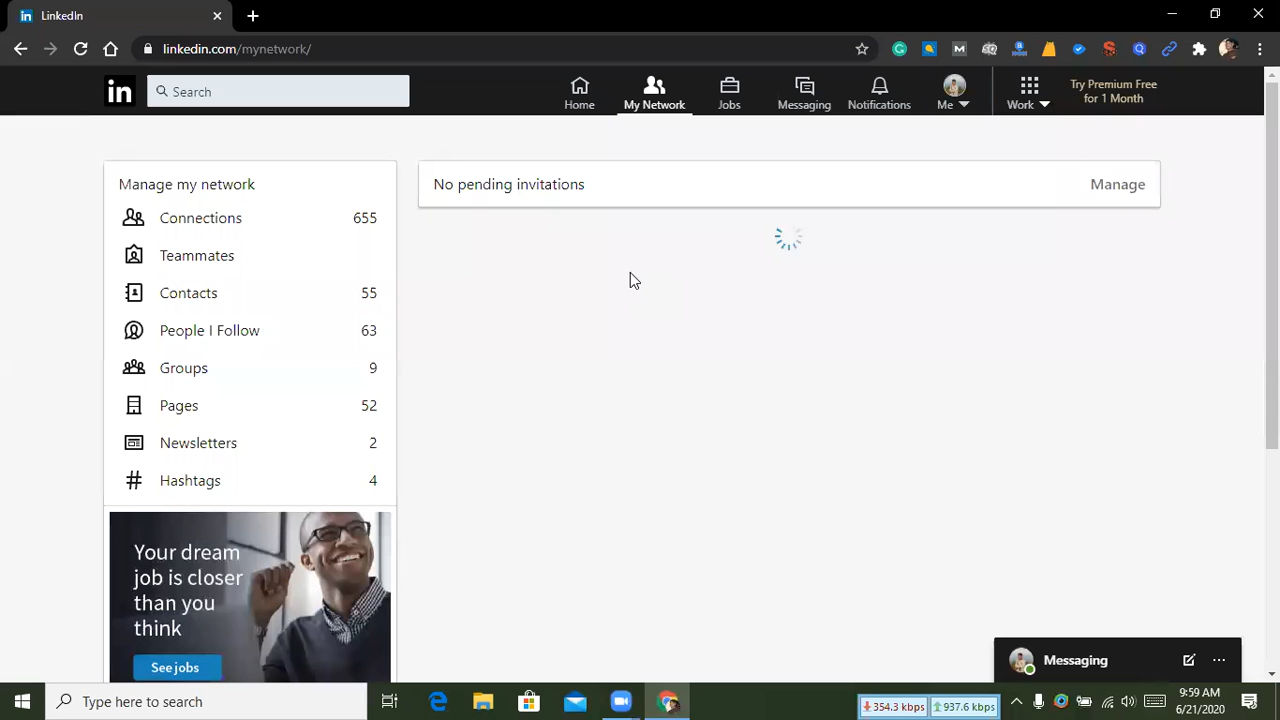 in LinkedIn
linkedin.com/mynetwork/
in
Search
Home
My Network
Jobs
Messaging
Notifications
Me
Work
Try Premium Free
for 1 Month
Manage my network
Connections 655
Teammates
Contacts 55
People I Follow 63
Groups 9
Pages 52
Newsletters 2
# Hashtags 4
No pending invitations
Manage
Your dream
job is closer
than you
think
See jobs
Messaging
Type here to search
354.3 kbps
937.6 kbps
9:59 AM
6/21/2020